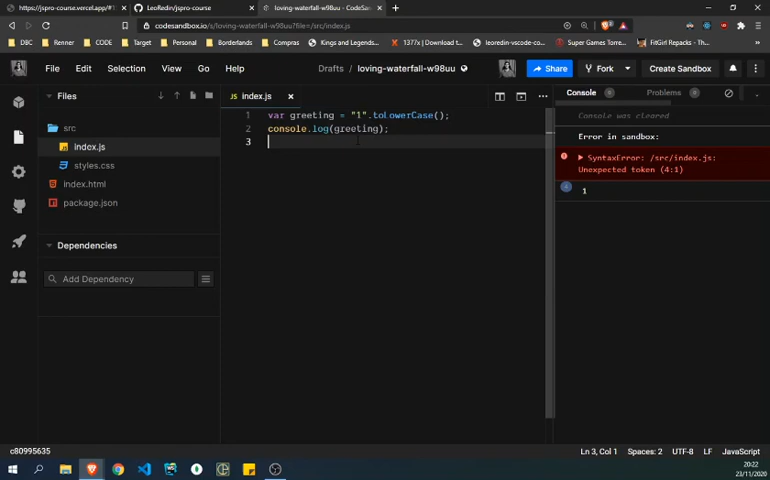 https://jspro-course.vercel.app/#1
LeoRedin/jspro-course
loving-waterfall-w98uu - CodeSan
codesandbox.io/s/loving-waterfall-w98uu?file=/src/index.js
DBC
Renner
CODE
Target
Personal
Borderlands
Compras
Kings and Legends...
1377x | Download t...
leoredin-vscode-co...
Super Games Torre...
FitGirl Repacks - Th...
File
Edit
Selection
View
Go
Help
Drafts / loving-waterfall-w98uu
Share
Fork
Create Sandbox
Files
src
index.js
styles.css
index.html
package.json
Dependencies
Add Dependency
JS index.js
1 var greeting = "1".toLowerCase();
2 console.log(greeting);
3
Console
Problems
Console was cleared
Error in sandbox:
SyntaxError: /src/index.js:
Unexpected token (4:1)
1
c80995635
Ln 3, Col 1
Spaces: 2
UTF-8
LF
JavaScript
20:22
23/11/2020